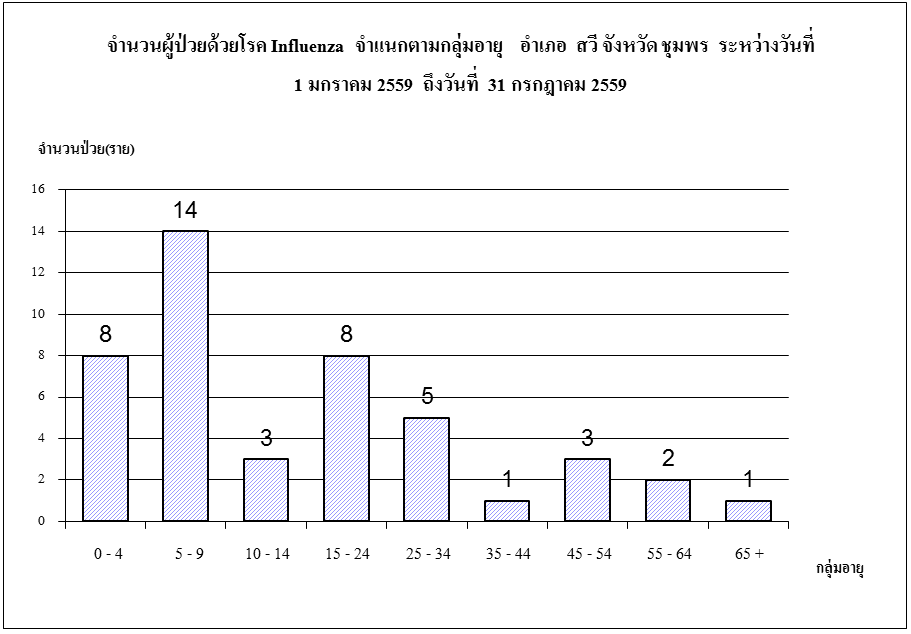 จำนวนผู้ป่วยด้วยโรค Influenza จำแนกตามกลุ่มอายุ อำเภอ สวี จังหวัด ชุมพร ระหว่างวันที่
1 มกราคม 2559 ถึงวันที่ 31 กรกฎาคม 2559
จำนวนป่วย(ราย)
16
14
12
10
8
6
4
2
0
8
14
3
8
5
1
3
2
1
0 - 4
5 - 9
10 - 14
15 - 24
25 - 34
35 - 44
45 - 54
55 - 64
65 +
กลุ่มอายุ